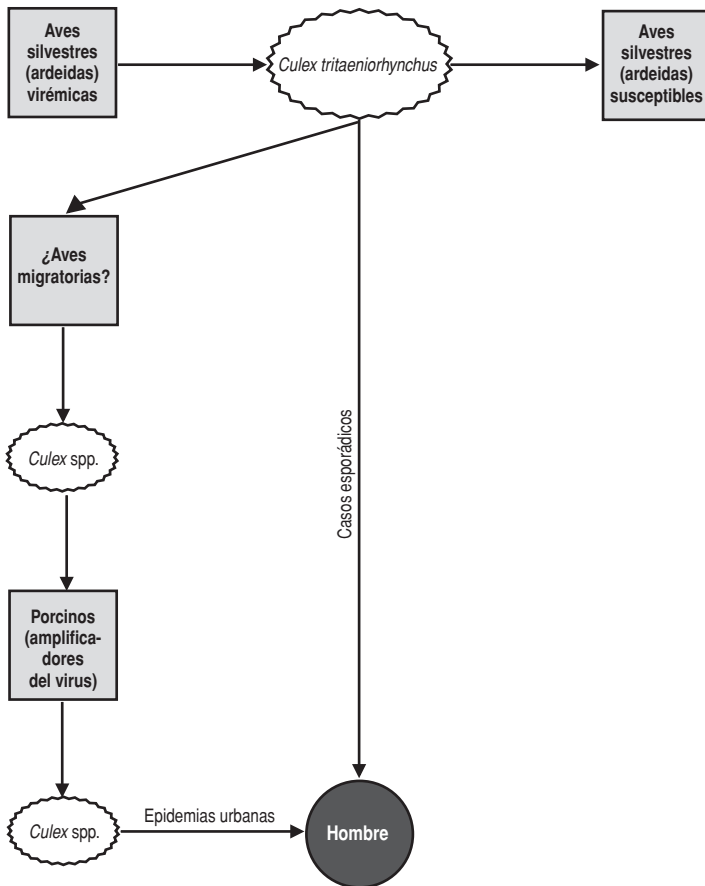 Aves
silvestres
(ardeidas)
virémicas
Culex tritaeniorhynchus
Aves
silvestres
(ardeidas)
susceptibles
¿Aves
migratorias?
Culex spp.
Casos esporádicos
Porcinos
(amplifica-
dores
del virus)
Culex spp.
Epidemias urbanas
Hombre